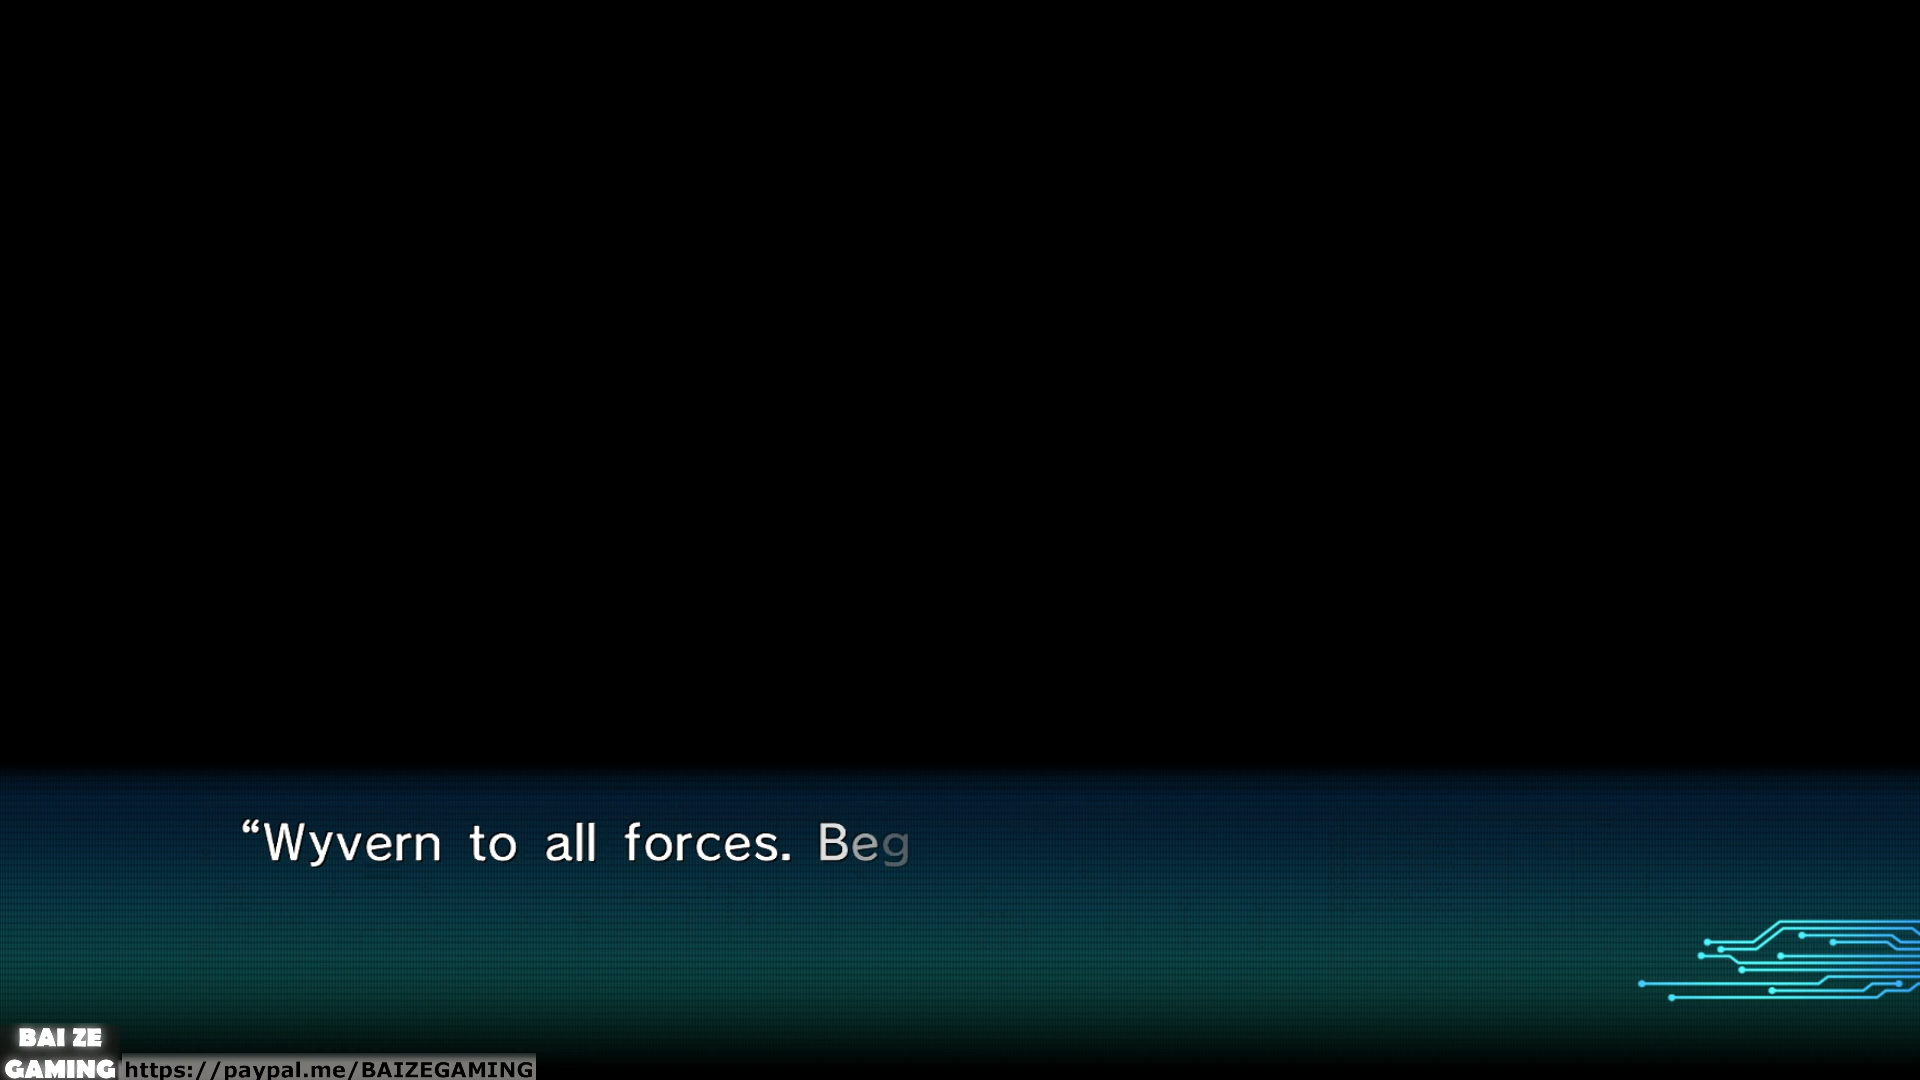 “Wyvern to all forces. Beg
BAI ZE
GAMING https://paypal.me/BAIZEGAMING